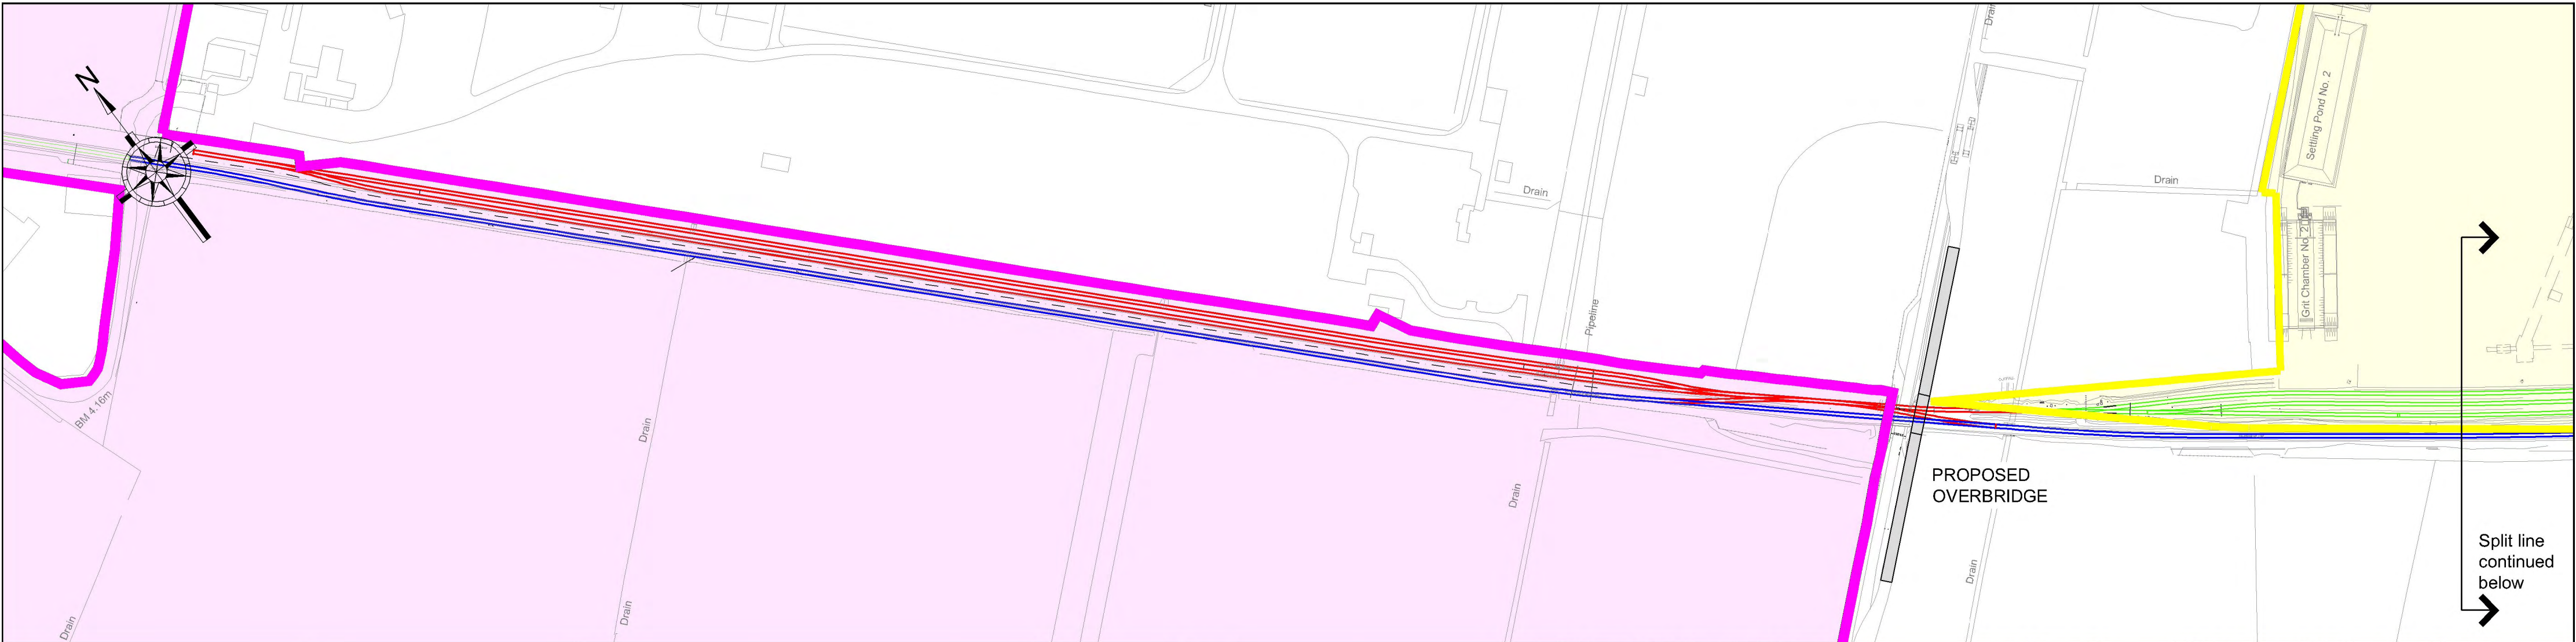 N
Drain
Settling Pond No. 2
Drain
Drain
Grit Chamber No. 2
Pipeline
BM 4.16m
Drain
Drain
PROPOSED
OVERBRIDGE
Split line
continued
below
Drain
Drain
Drain